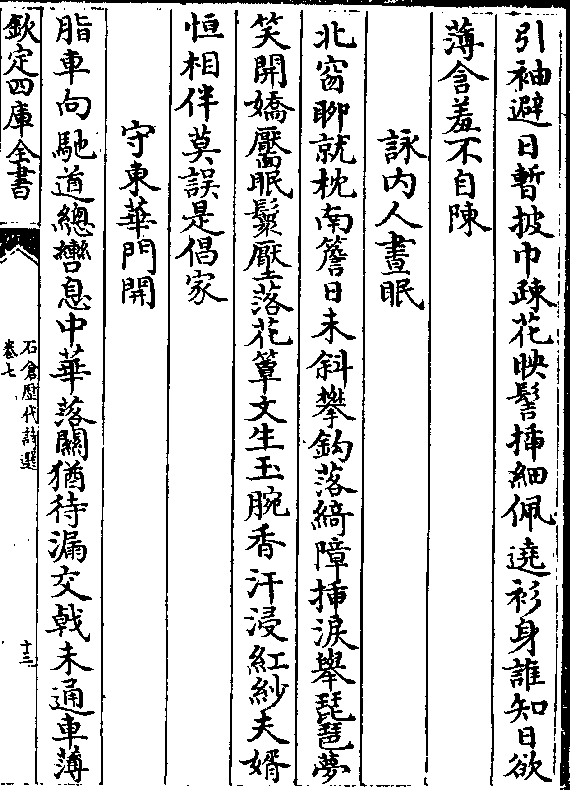 引袖避日暫披巾疎花映髻揷細佩遶衫身誰知日欲
薄含羞不自陳
詠内人晝眠
北窗聊就枕南簷日未斜攀鈎落綺障揷淚舉琵琶夢
笑開嬌靨眠鬟壓落花簟文生玉腕香汗浸紅紗夫婿
恒相伴莫誤是倡家
守東華門開
脂車向馳道總轡息中華落關猶待漏交㦸未通車薄
欽定四庫全書
石倉歷代詩選
卷七
十三